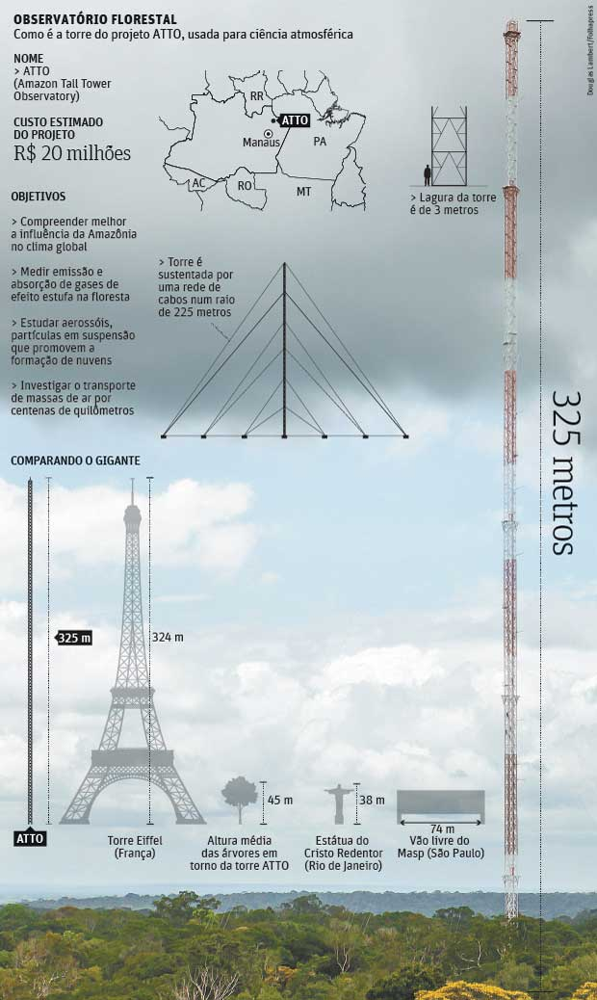 OBSERVATÓRIO FLORESTAL
Como é a torre do projeto ATTO, usada para ciência atmosférica
NOME
> ATTO
(Amazon Tall Tower
Observatory)
CUSTO ESTIMADO
DO PROJETO
R$ 20 milhões
OBJETIVOS
> Compreender melhor
a influência da Amazônia
no clima global
> Medir emissão e
absorção de gases de
efeito estufa na floresta
> Estudar aerossóis,
partículas em suspensão
que promovem a
formação de nuvens
> Investigar o transporte
de massas de ar por
centenas de quilômetros
RR
ATTO
Manaus
PA
AC
RO
MT
> Lagura da torre
é de 3 metros
> Torre é
sustentada por
uma rede de
cabos num raio
de 225 metros
325 metros
Douglas Lambert/Folhapress
COMPARANDO O GIGANTE
325 m
324 m
45 m
38 m
74 m
ATTO
Torre Eiffel
(França)
Altura média
das árvores em
torno da torre ATTO
Estátua do
Cristo Redentor
(Rio de Janeiro)
Vão livre do
Masp (São Paulo)